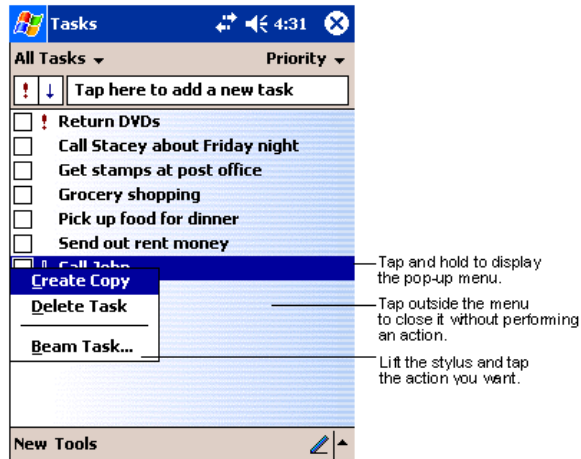 Tasks 4:31
All Tasks Priority
! ↓ Tap here to add a new task
! Return DVDs
Call Stacey about Friday night
Get stamps at post office
Grocery shopping
Pick up food for dinner
Send out rent money
Call John
Create Copy
Delete Task
Beam Task...
New Tools
Tap and hold to display
the pop-up menu.
Tap outside the menu
to close it without performing
an action.
Lift the stylus and tap
the action you want.